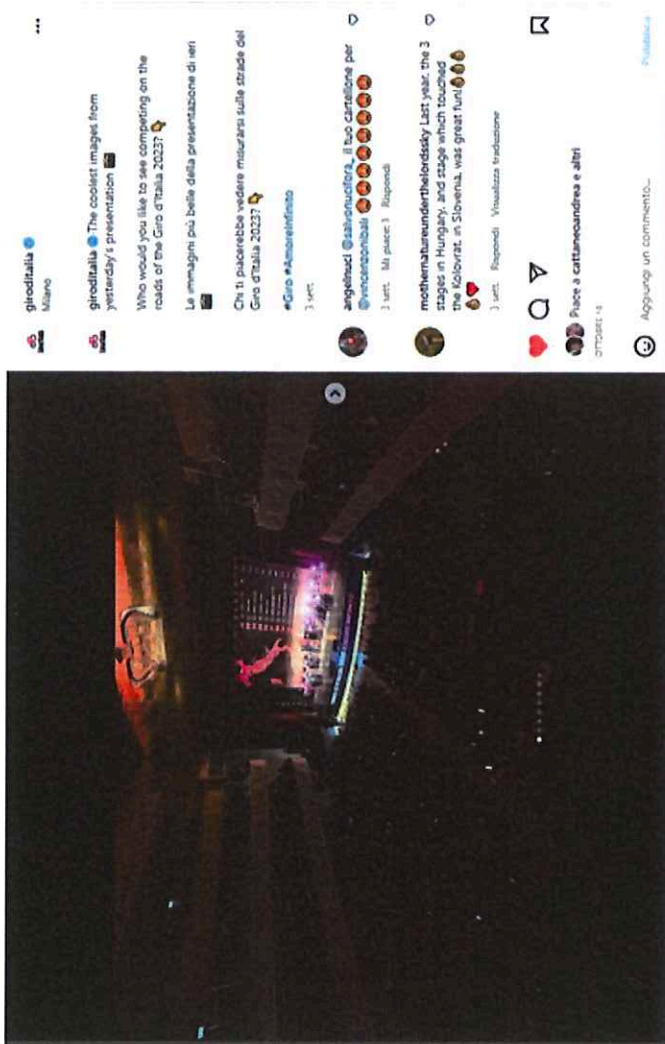 giroditalia
Milano
giroditalia The coolest images from
yesterday's presentation
Who would you like to see competing on the
roads of the Giro d'Italia 2023?
Le immagini più belle della presentazione di ieri
Chi ti piacerebbe vedere misurarsi sulle strade del
Giro d'Italia 2023?
#Giro #AmoreInfinito
3 sett.
il tuo cartellone per
@vincenzonibali
3 sett. Mi piace: 3 Rispondi
mothernatureunderthelordssky Last year, the 3
stages in Hungary, and stage which touched
the Kolovrat, in Slovenia, was great fun!
3 sett. Rispondi Visualizza traduzione
Piace a cattaneoandrea e altri
OTTOBRE 18
Aggiungi un commento...
Pubblica